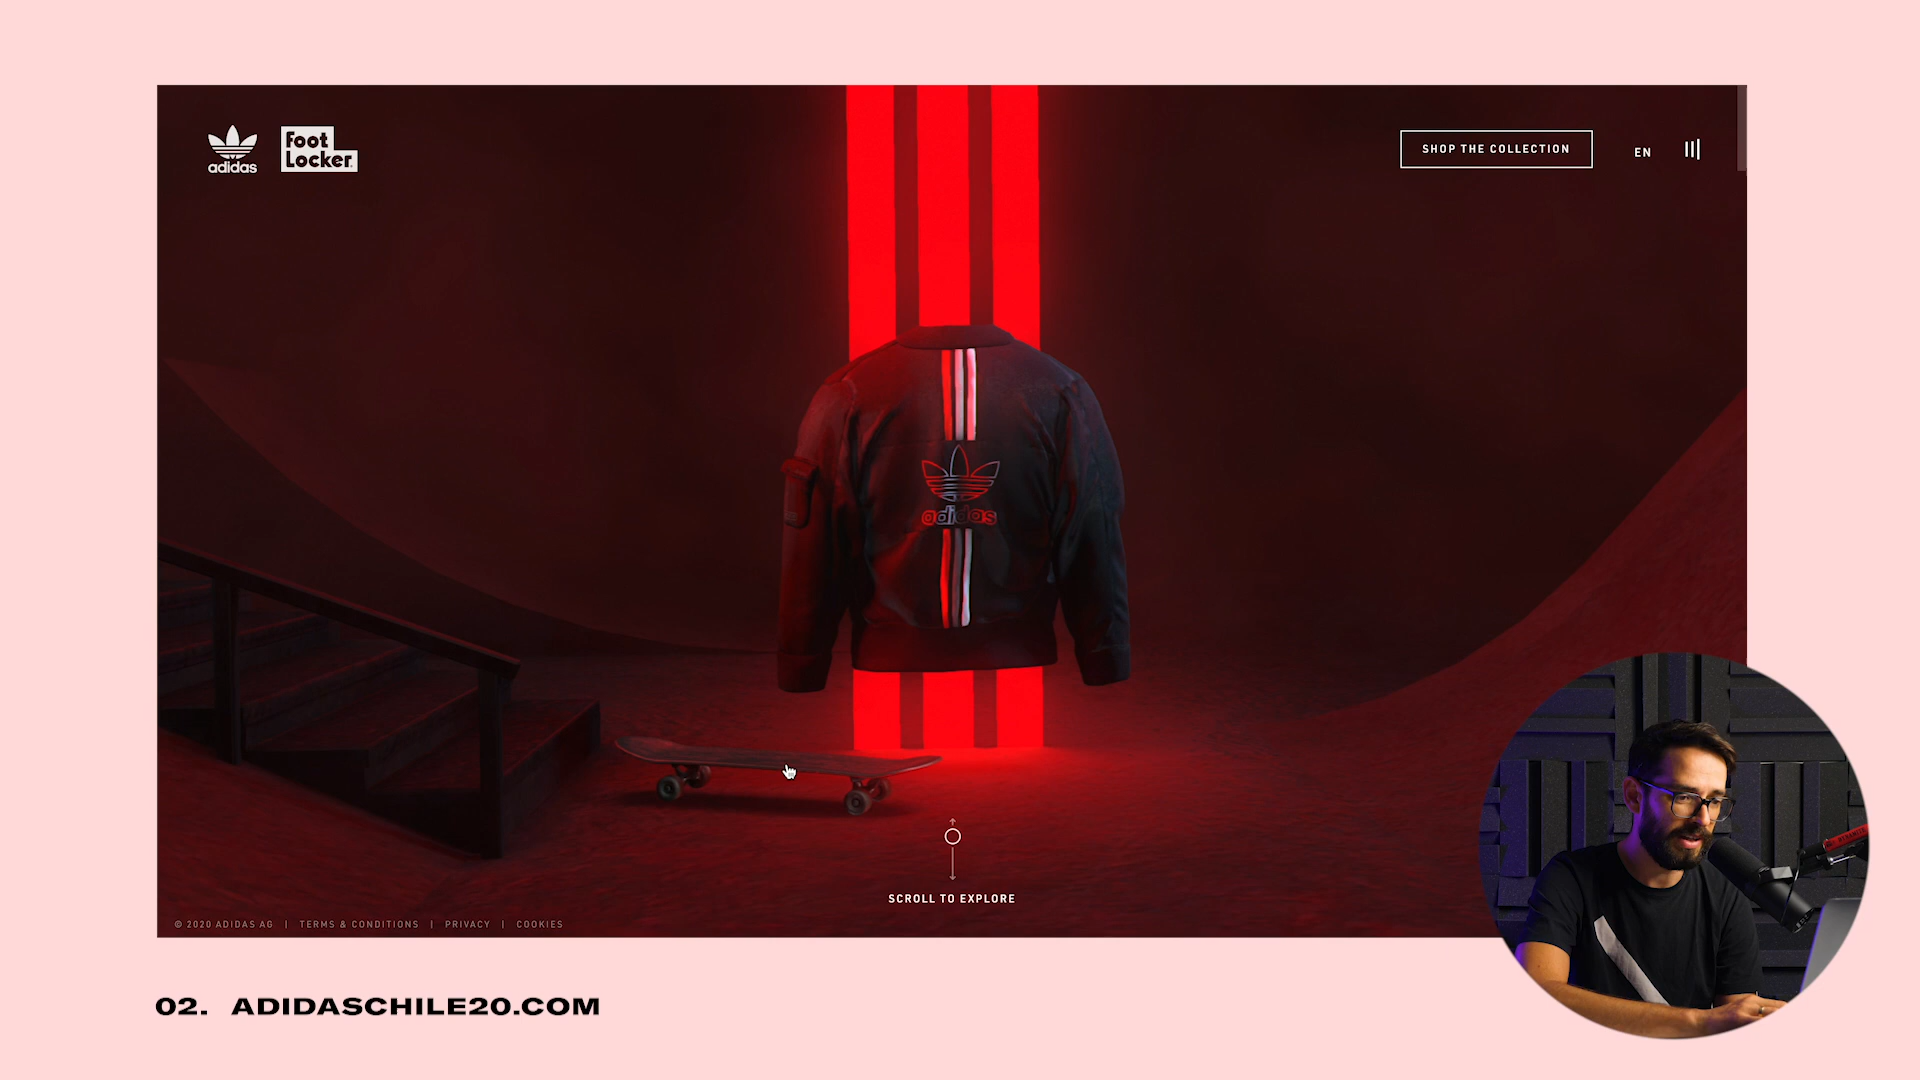 adidas
Foot
Locker
SHOP THE COLLECTION
EN
adidas
SCROLL TO EXPLORE
© 2020 ADIDAS AG | TERMS & CONDITIONS | PRIVACY | COOKIES
02. ADIDASCHILE20.COM